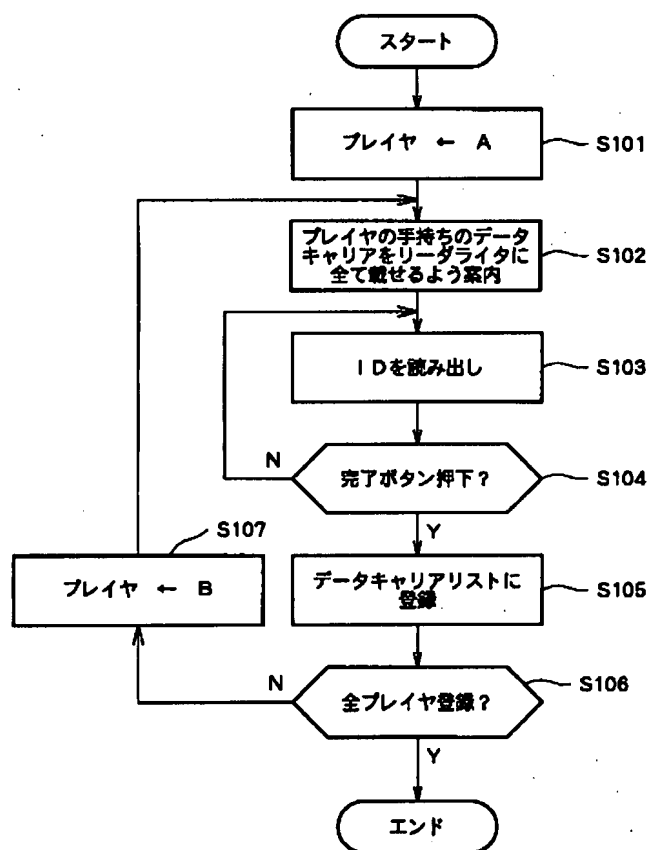 スタート
プレイヤ ← A
S101
プレイヤの手持ちのデータ
キャリアをリーダライタに
全て載せるよう案内
S102
IDを読み出し
S103
N
完了ボタン押下?
S104
Y
S107
プレイヤ ← B
データキャリアリストに
登録
S105
N
全プレイヤ登録?
S106
Y
エンド